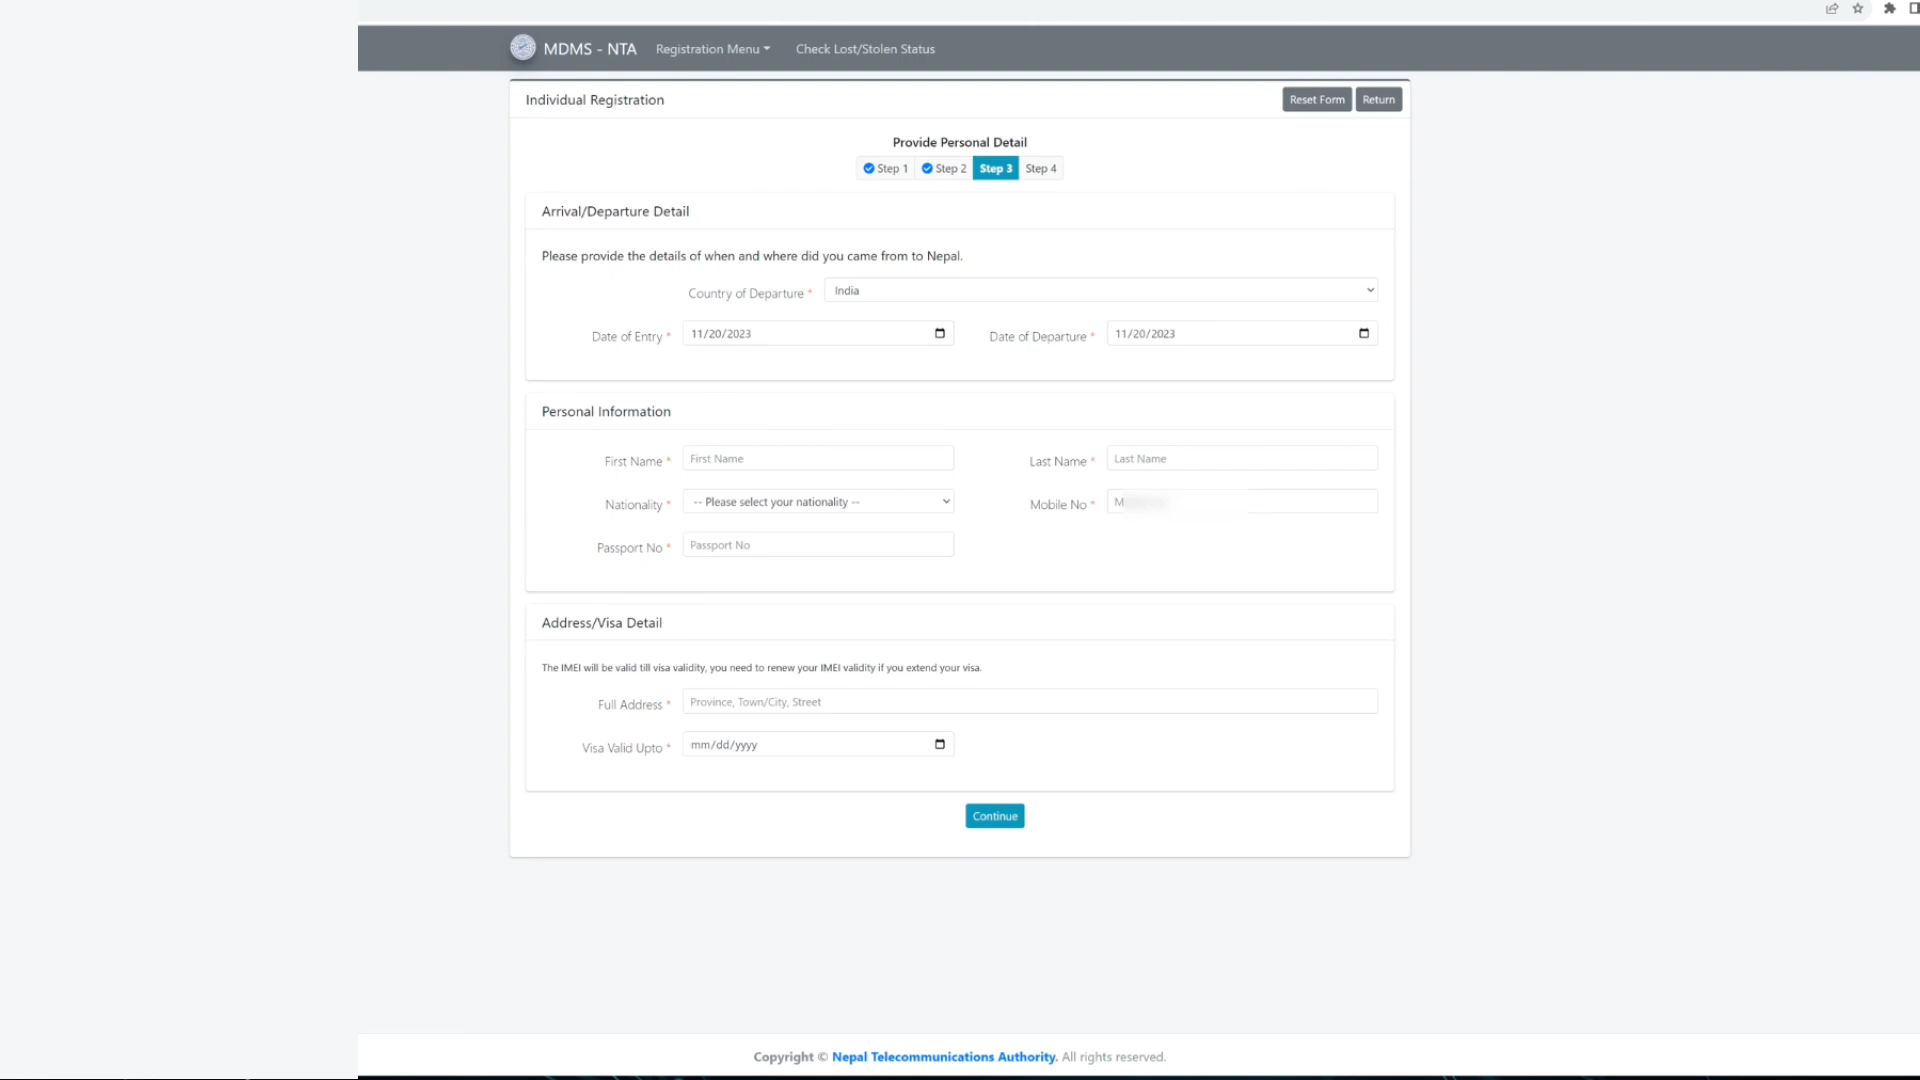 MDMS - NTA Registration Menu Check Lost/Stolen Status
Individual Registration Reset Form Return
Provide Personal Detail
Step 1 Step 2 Step 3 Step 4
Arrival/Departure Detail
Please provide the details of when and where did you came from to Nepal.
Country of Departure * India
Date of Entry * 11/20/2023 Date of Departure * 11/20/2023
Personal Information
First Name * First Name Last Name * Last Name
Nationality * -- Please select your nationality -- Mobile No *
Passport No * Passport No
Address/Visa Detail
The IMEI will be valid till visa validity, you need to renew your IMEI validity if you extend your visa.
Full Address * Province, Town/City, Street
Visa Valid Upto * mm/dd/yyyy
Continue
Copyright © Nepal Telecommunications Authority. All rights reserved.